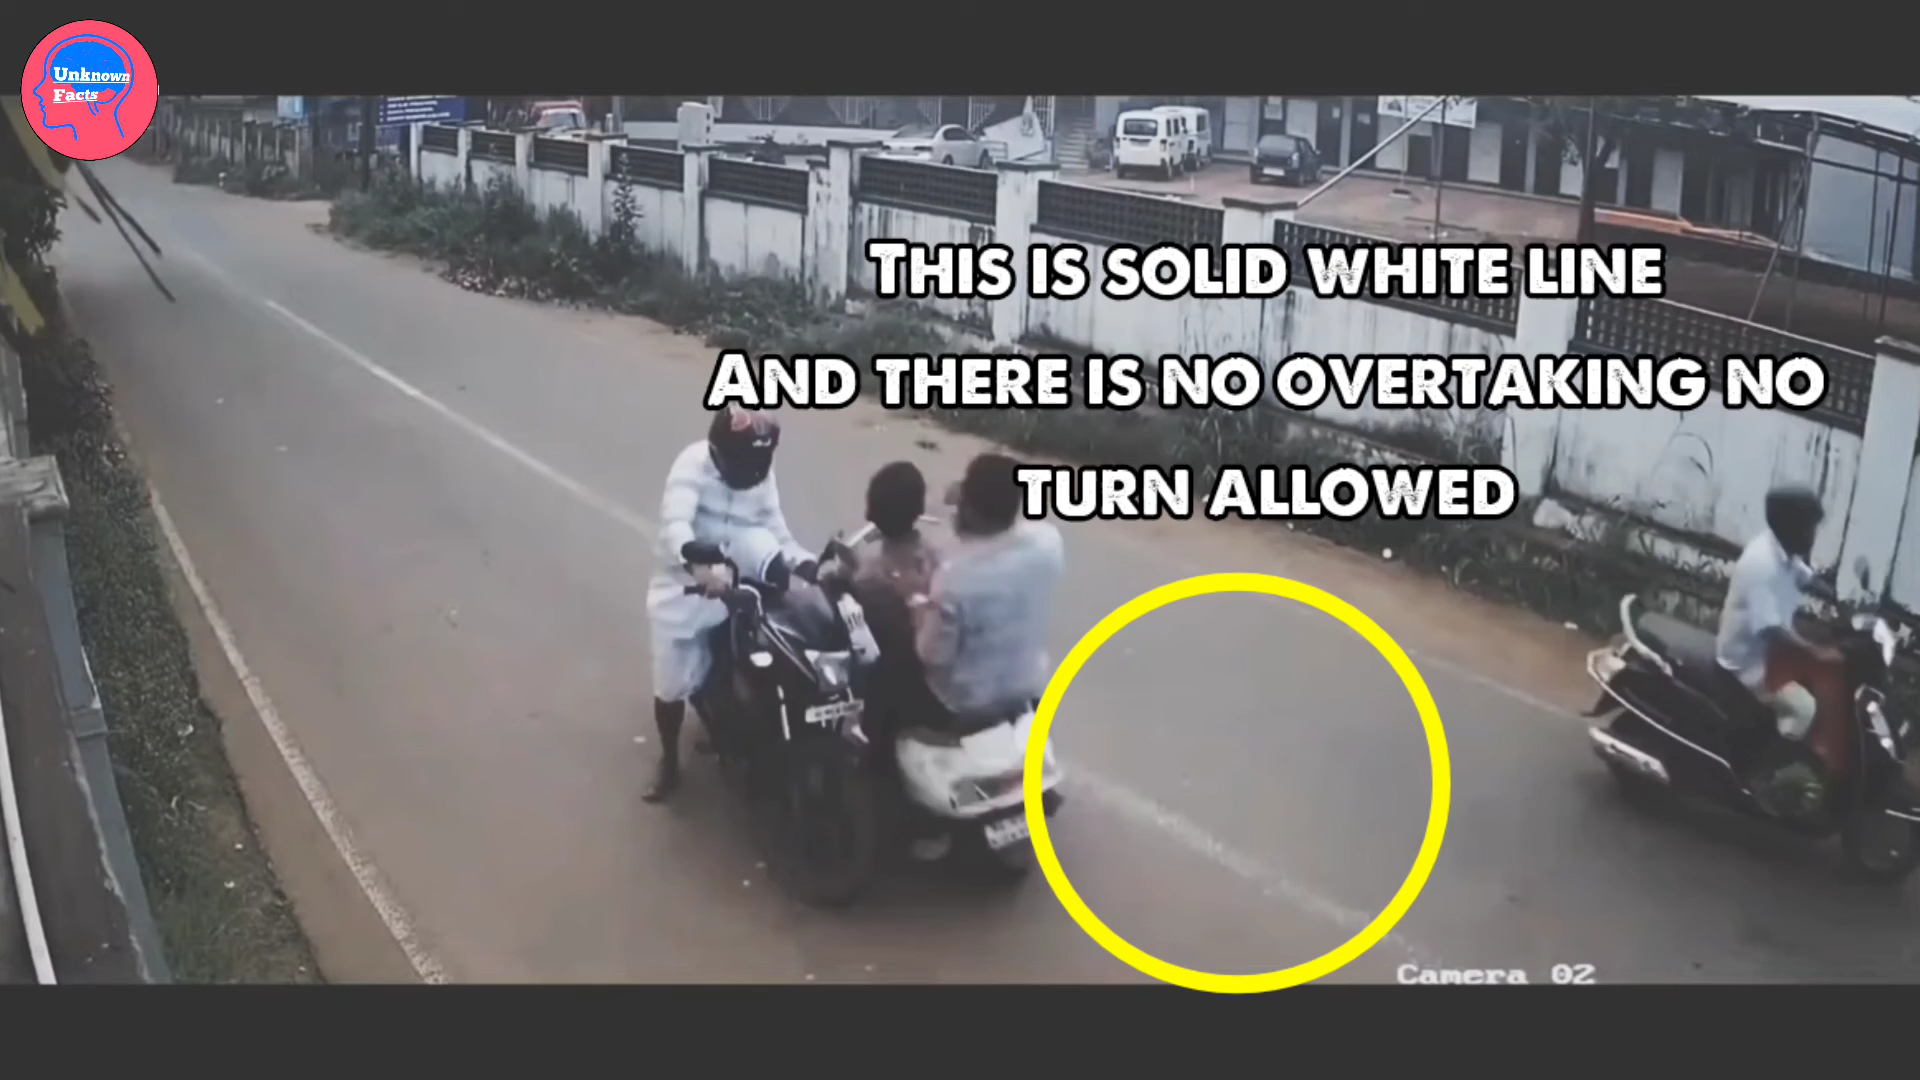 Unknown
Facts
THIS IS SOLID WHITE LINE
AND THERE IS NO OVERTAKING NO
TURN ALLOWED
Camera 02